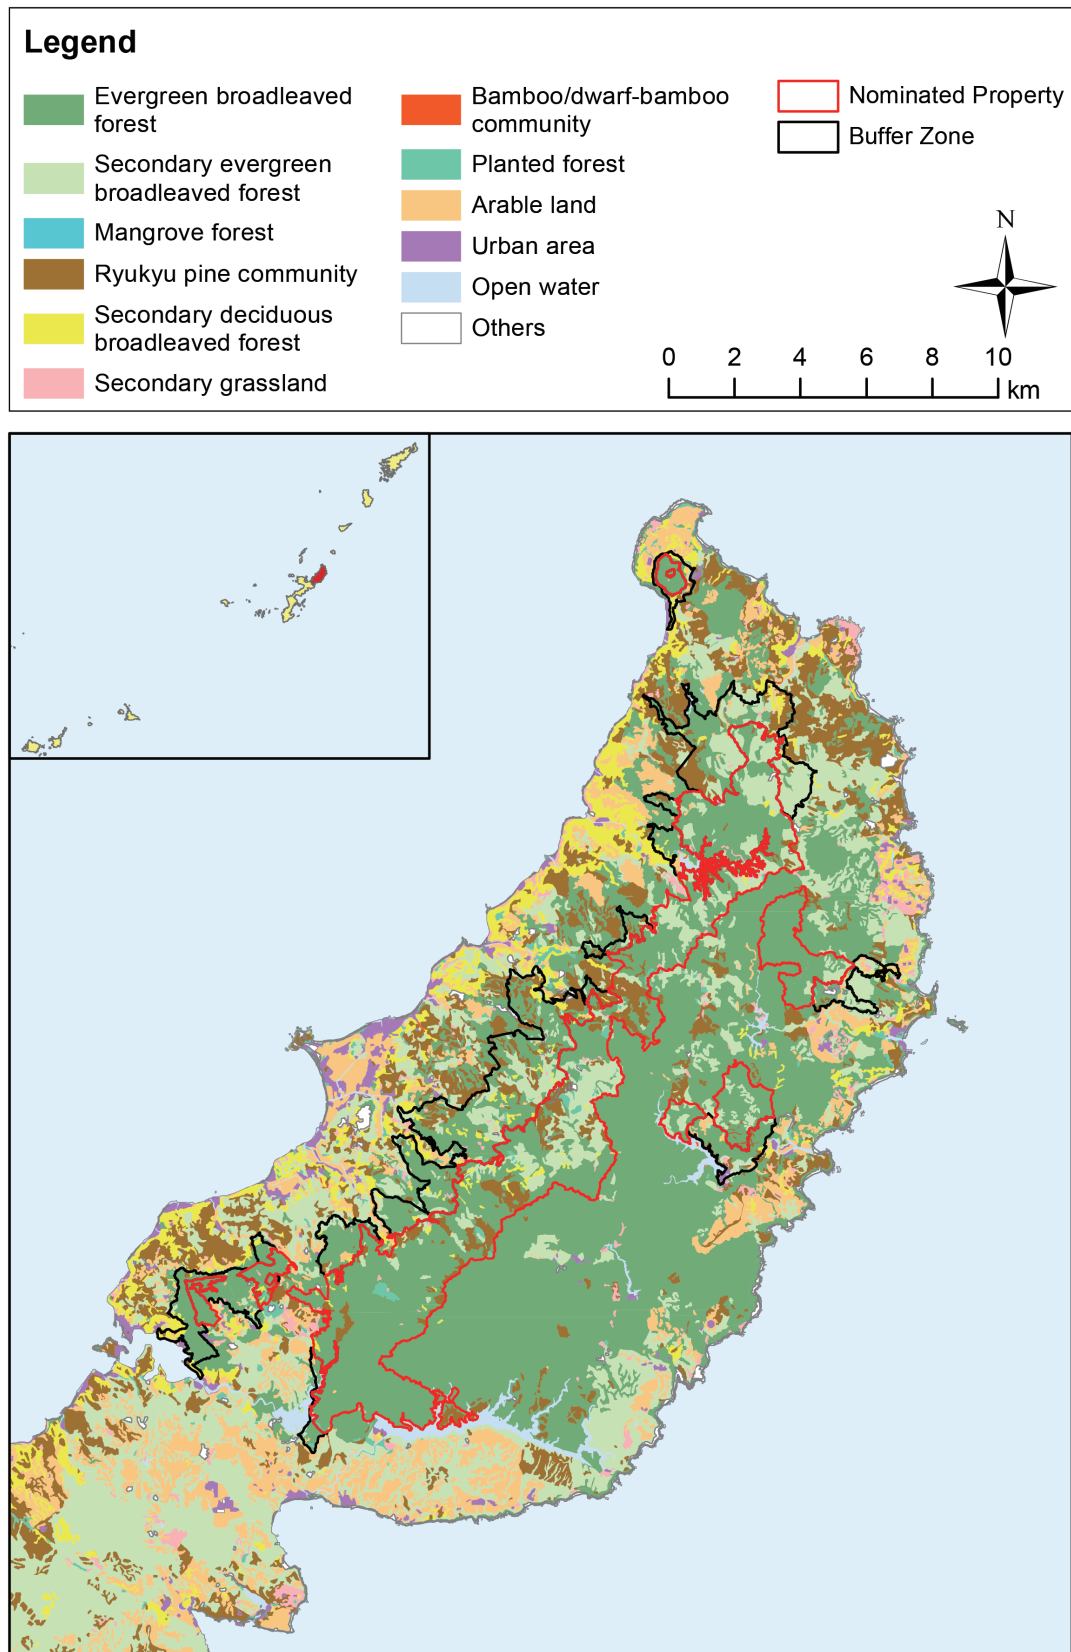 Legend
Evergreen broadleaved
forest
Secondary evergreen
broadleaved forest
Mangrove forest
Ryukyu pine community
Secondary deciduous
broadleaved forest
Secondary grassland
Bamboo/dwarf-bamboo
community
Planted forest
Arable land
Urban area
Open water
Others
Nominated Property
Buffer Zone
N
0 2 4 6 8 10
km